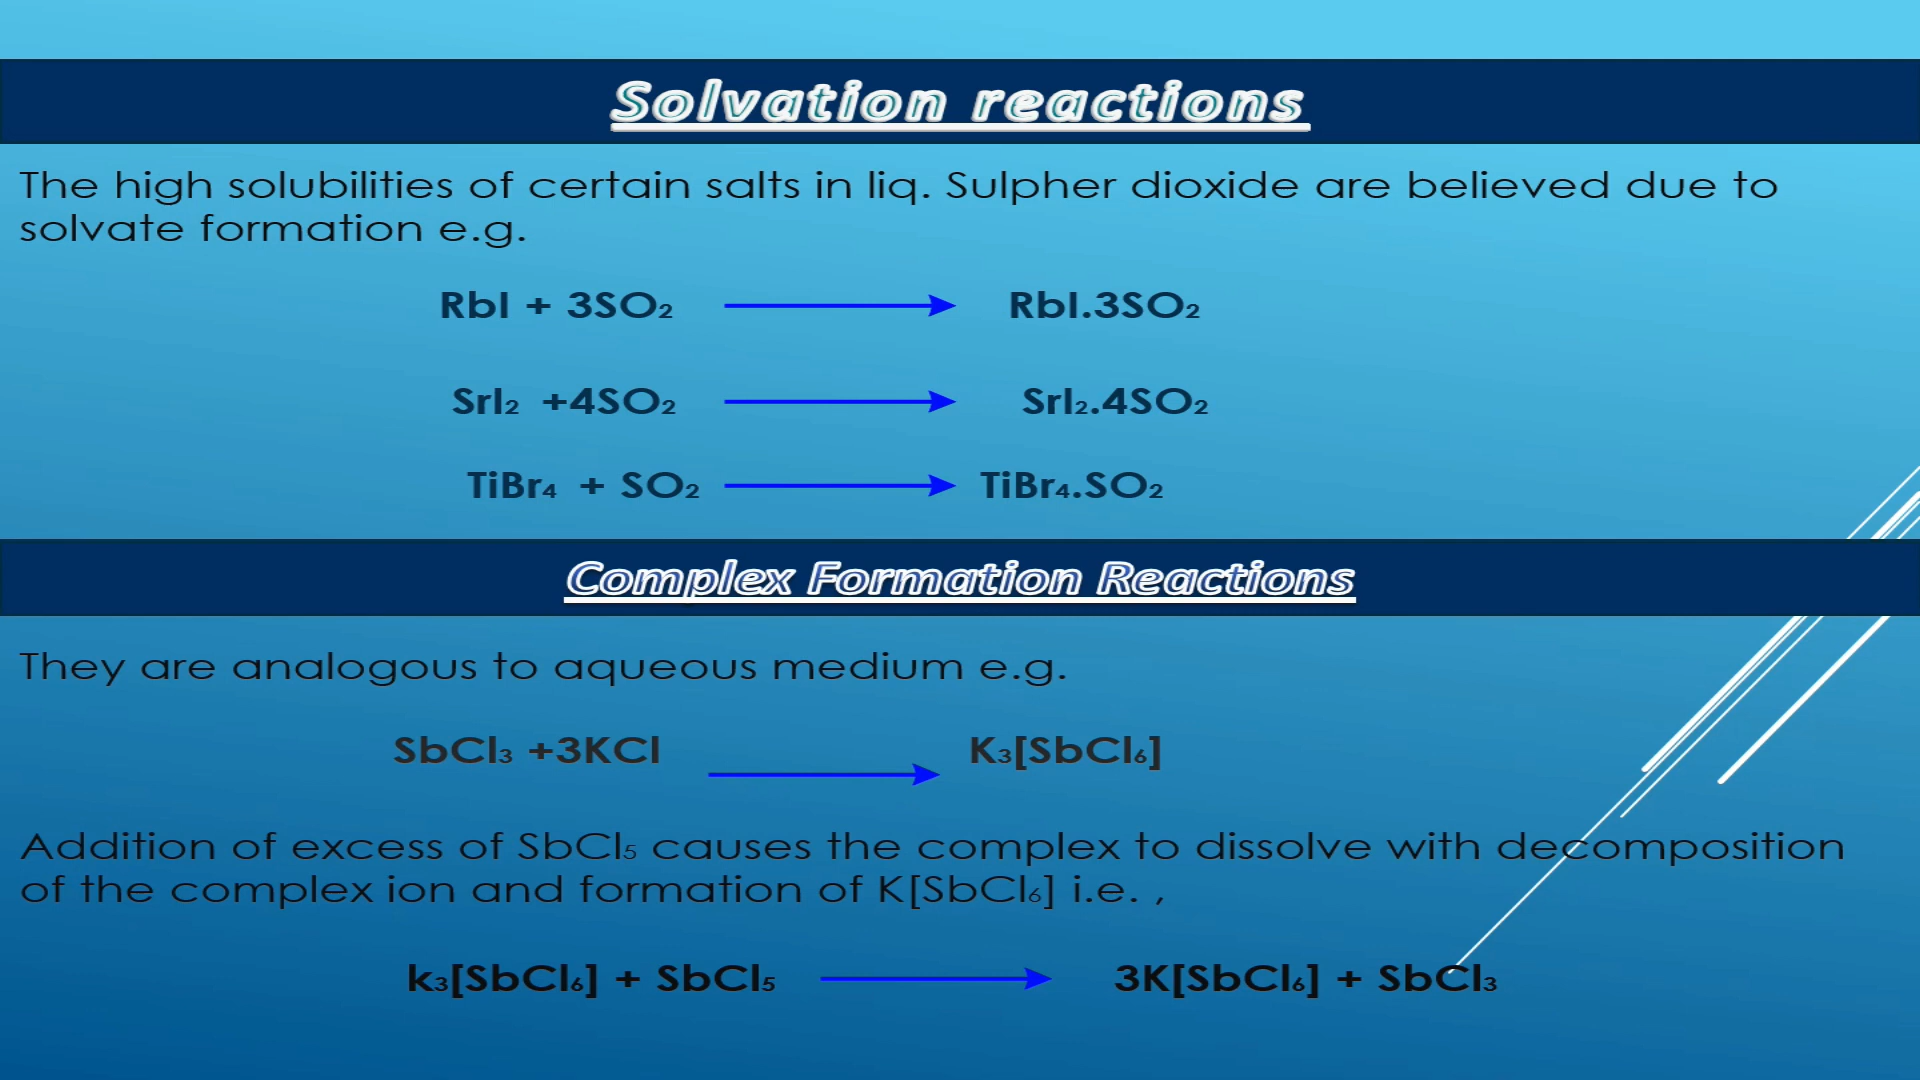 Solvation reactions
The high solubilities of certain salts in liq. Sulpher dioxide are believed due to
solvate formation e.g.
RbI + 3SO₂ → RbI.3SO₂
SrI₂ +4SO₂ → SrI₂.4SO₂
TiBr₄ + SO₂ → TiBr₄.SO₂
Complex Formation Reactions
They are analogous to aqueous medium e.g.
SbCl₃ +3KCl → K₃[SbCl₆]
Addition of excess of SbCl₅ causes the complex to dissolve with decomposition
of the complex ion and formation of K[SbCl₆] i.e. ,
k₃[SbCl₆] + SbCl₅ → 3K[SbCl₆] + SbCl₃